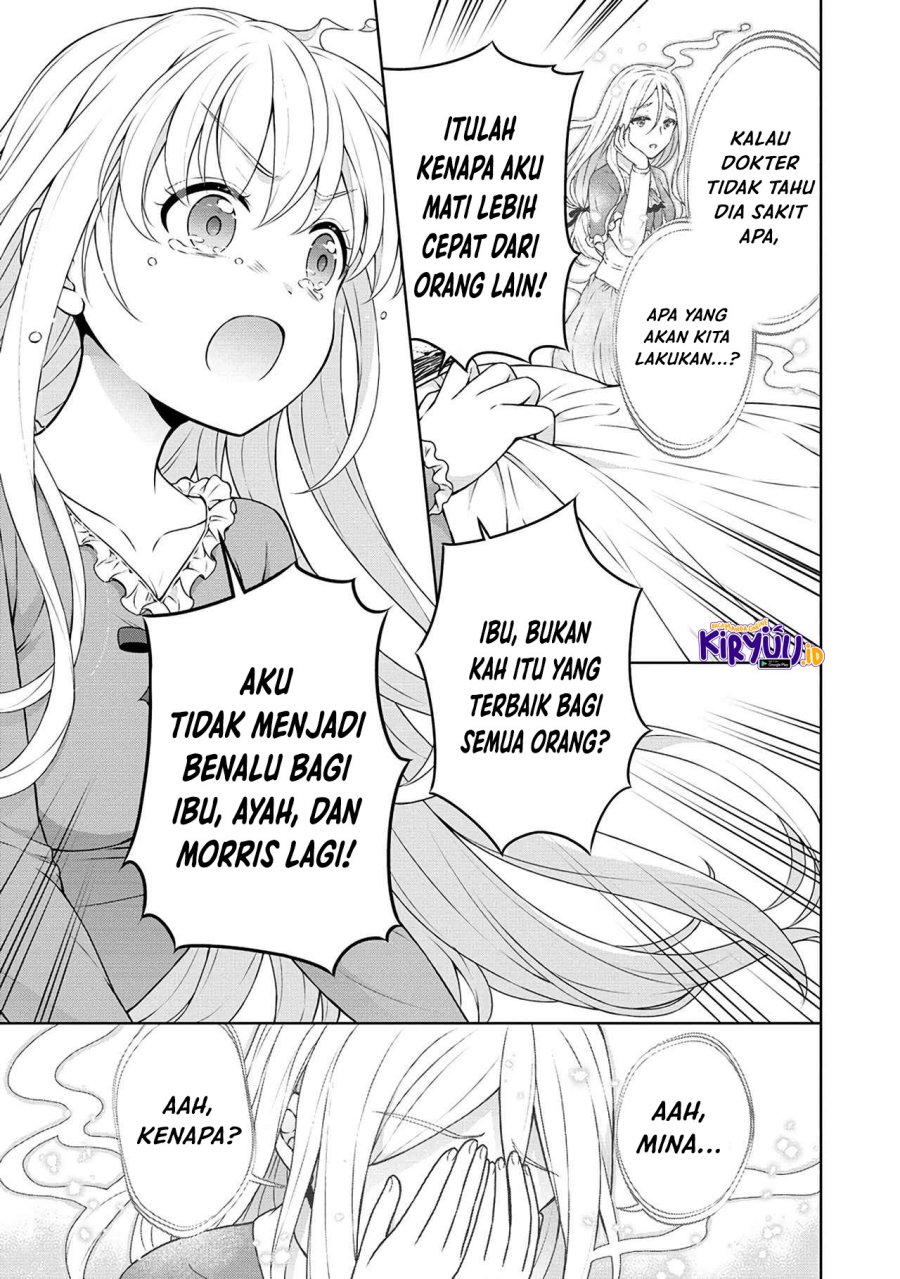 KALAU
DOKTER
TIDAK TAHU
DIA SAKIT
APA,
APA YANG
AKAN KITA
LAKUKAN...?
ITULAH
KENAPA AKU
MATI LEBIH
CEPAT DARI
ORANG LAIN!
IBU, BUKAN
KAH ITU YANG
TERBAIK BAGI
SEMUA ORANG?
AKU
TIDAK MENJADI
BENALU BAGI
IBU, AYAH, DAN
MORRIS LAGI!
KIRYUU.ID
AAH,
MINA...
AAH,
KENAPA?